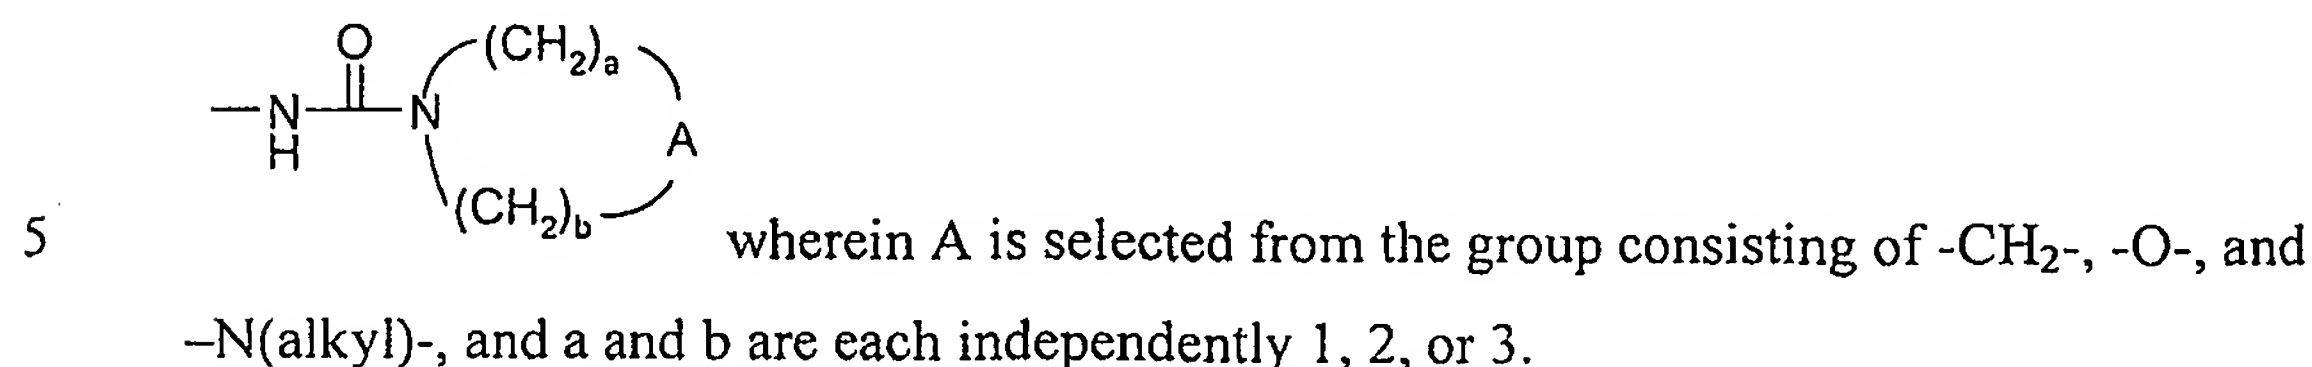 O
(CH₂)ₐ
N
N
H
A
(CH₂)b
5 wherein A is selected from the group consisting of -CH₂-, -O-, and
–N(alkyl)-, and a and b are each independently 1, 2, or 3.